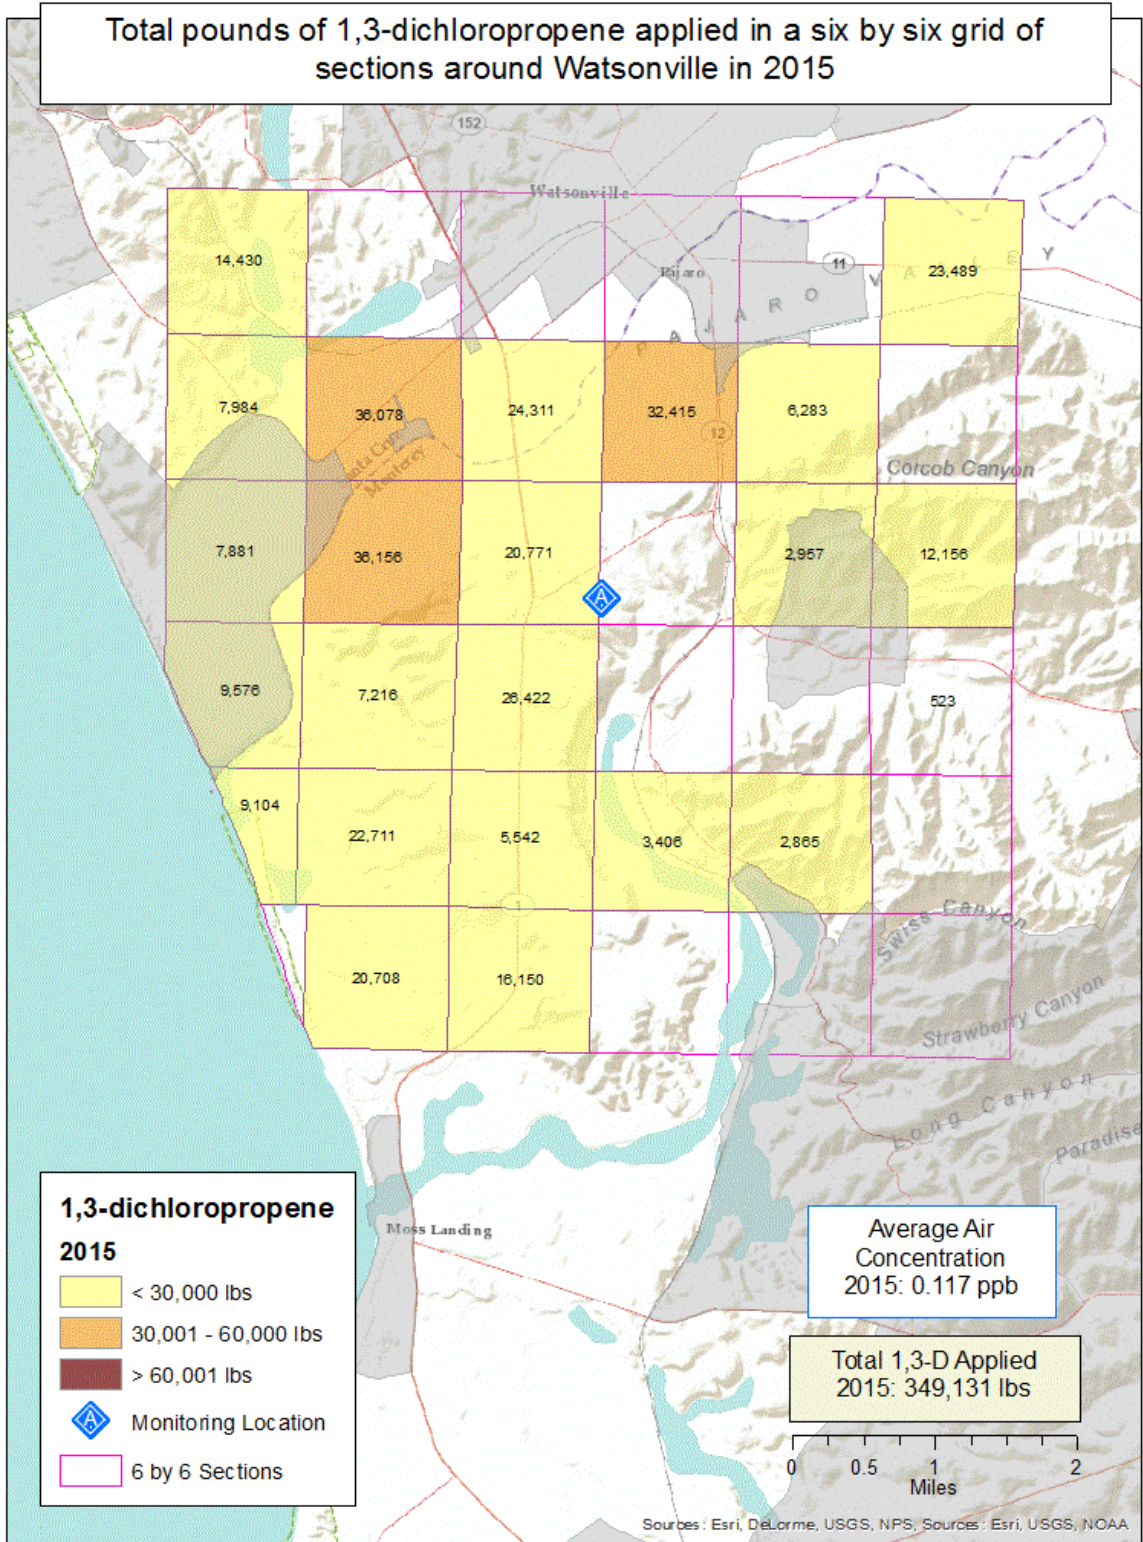 Total pounds of 1,3-dichloropropene applied in a six by six grid of
sections around Watsonville in 2015
152
Watsonville
14,430
Pajaro
11
23,489
PAJARO VALLEY
7,984
36,078
24,311
32,415
6,283
12
Santa Cruz
Monterey
Corcob Canyon
7,881
36,156
20,771
2,957
12,156
A
9,576
7,216
26,422
523
9,104
22,711
5,542
3,406
2,865
1
Swiss Canyon
20,708
16,150
Strawberry Canyon
Long Canyon
Paradise
Moss Landing
1,3-dichloropropene
2015
< 30,000 lbs
30,001 - 60,000 lbs
> 60,001 lbs
A
Monitoring Location
6 by 6 Sections
Average Air
Concentration
2015: 0.117 ppb
Total 1,3-D Applied
2015: 349,131 lbs
0 0.5 1 2
Miles
Sources: Esri, DeLorme, USGS, NPS, Sources: Esri, USGS, NOAA